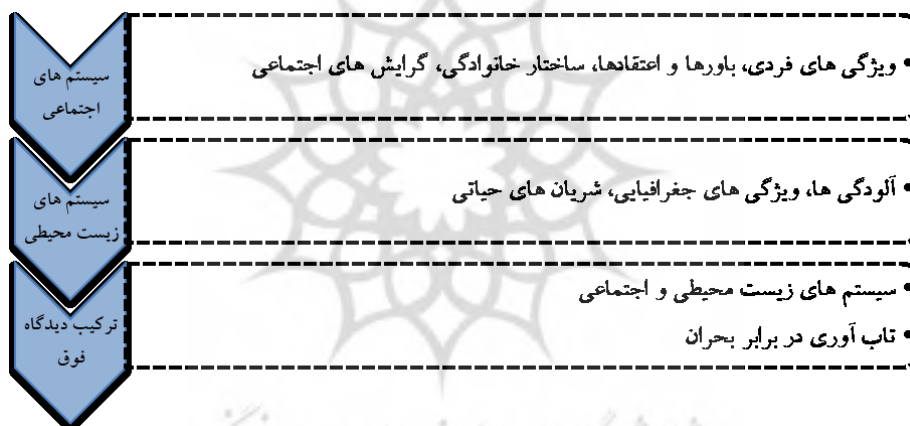 سیستم های
اجتماعی
• ویژگی های فردی، باورها و اعتقادها، ساختار خانوادگی، گرایش های اجتماعی
سیستم های
زیست محیطی
• آلودگی ها، ویژگی های جغرافیایی، شریان های حیاتی
ترکیب دیدگاه
فوق
• سیستم های زیست محیطی و اجتماعی
• تاب آوری در برابر بحران